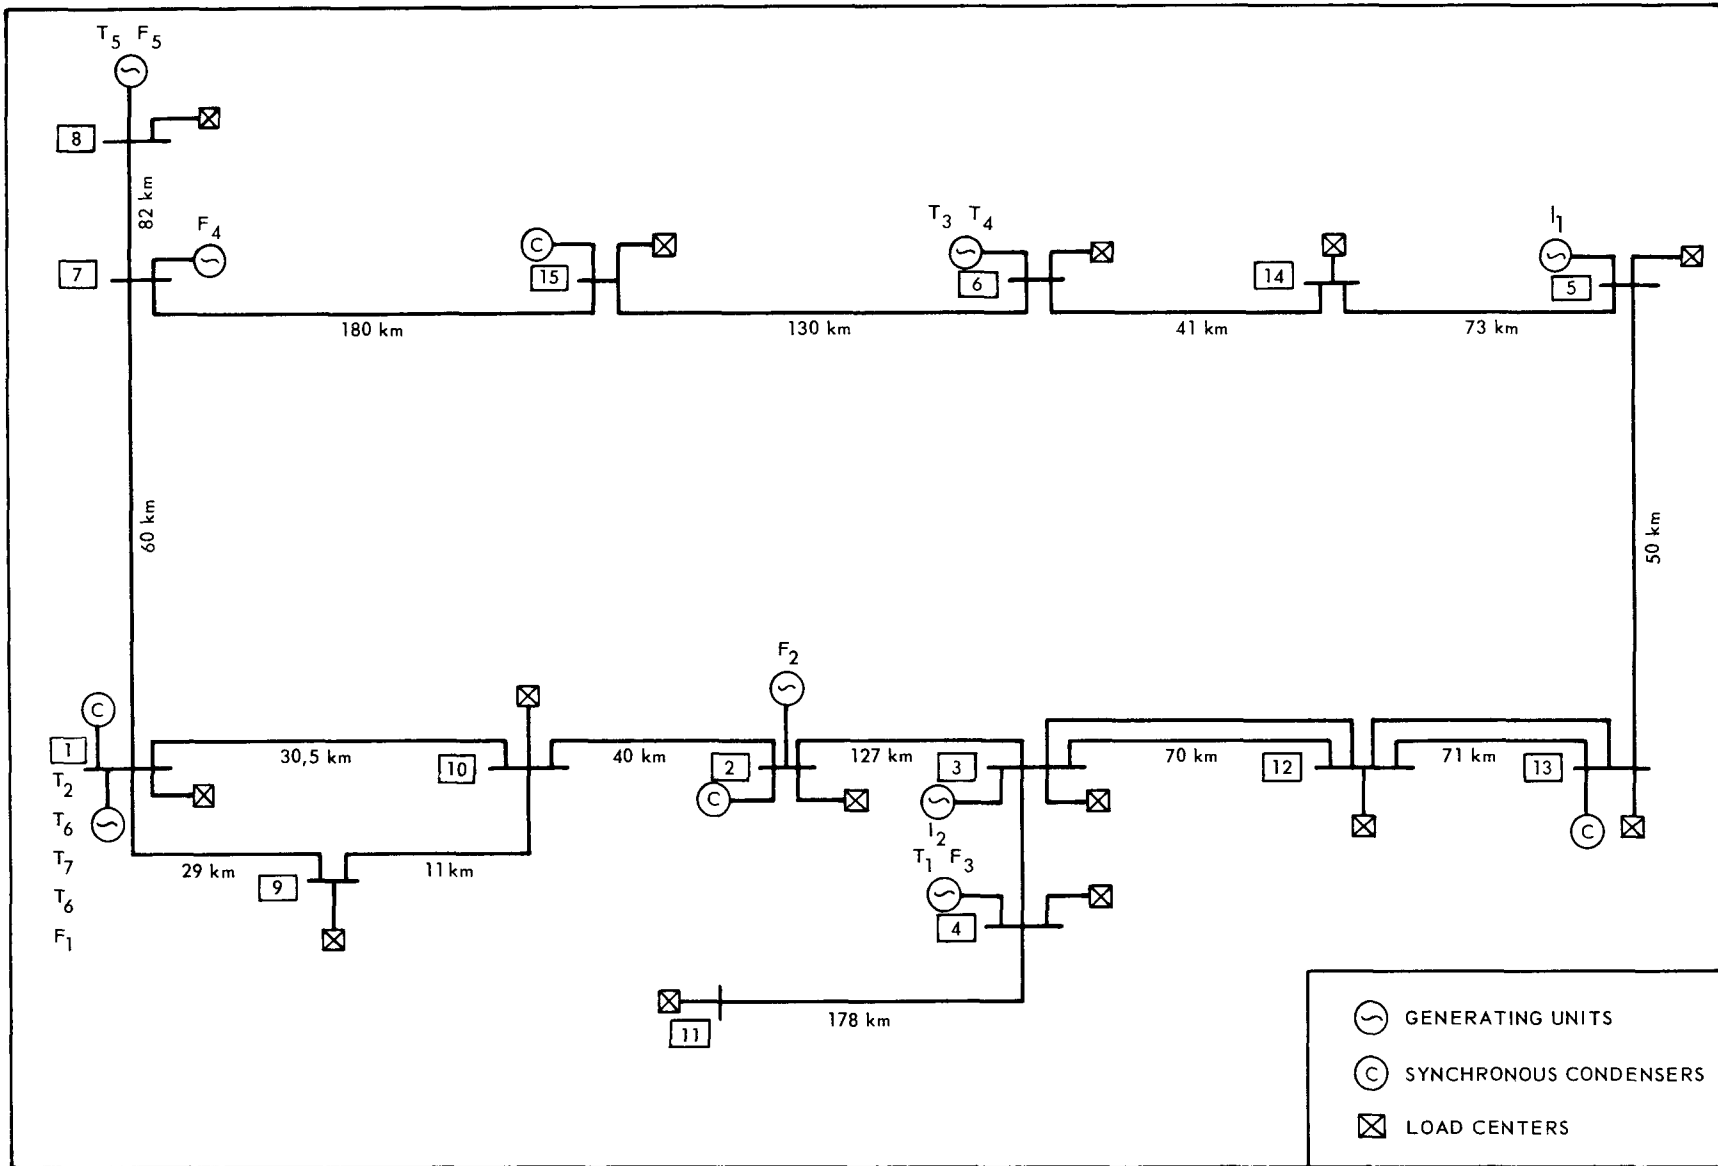 T5 F5
8
82 km
F4
7
180 km
C
15
130 km
T3 T4
6
41 km
14
73 km
I1
5
60 km
50 km
C
1
T2
T6
T7
T6
F1
30,5 km
10
40 km
F2
2
C
127 km
3
I2
70 km
12
71 km
13
C
29 km
9
11 km
T1 F3
4
11
178 km
GENERATING UNITS
C SYNCHRONOUS CONDENSERS
LOAD CENTERS